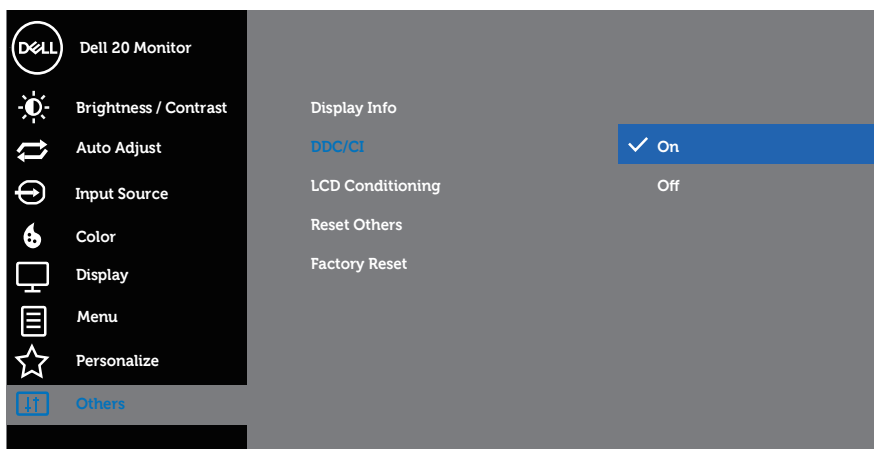 DELL
Dell 20 Monitor
Brightness / Contrast
Auto Adjust
Input Source
Color
Display
Menu
Personalize
Others
Display Info
DDC/CI
LCD Conditioning
Reset Others
Factory Reset
On
Off